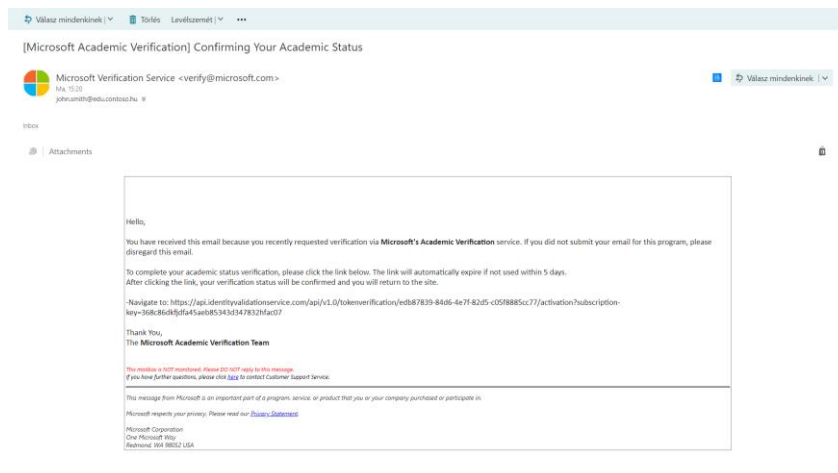 Válasz mindenkinek | Törlés Levélszemét | •••
[Microsoft Academic Verification] Confirming Your Academic Status
Microsoft Verification Service <verify@microsoft.com>
Ma, 15:20
john.smith@edu.contoso.hu
Válasz mindenkinek |
Inbox
Attachments
Hello,
You have received this email because you recently requested verification via Microsoft's Academic Verification service. If you did not submit your email for this program, please
disregard this email.
To complete your academic status verification, please click the link below. The link will automatically expire if not used within 5 days.
After clicking the link, your verification status will be confirmed and you will return to the site.
-Navigate to: https://api.identityvalidationservice.com/api/v1.0/tokenverification/edb87839-84d6-4e7f-82d5-c05f8885cc77/activation?subscription-
key=368c86dkfjdfa45aeb85343d347832hfac07
Thank You,
The Microsoft Academic Verification Team
This mailbox is NOT monitored. Please DO NOT reply to this message.
If you have further questions, please click here to contact Customer Support Service.
This message from Microsoft is an important part of a program, service, or product that you or your company purchased or participate in.
Microsoft respects your privacy. Please read our Privacy Statement.
Microsoft Corporation
One Microsoft Way
Redmond, WA 98052 USA